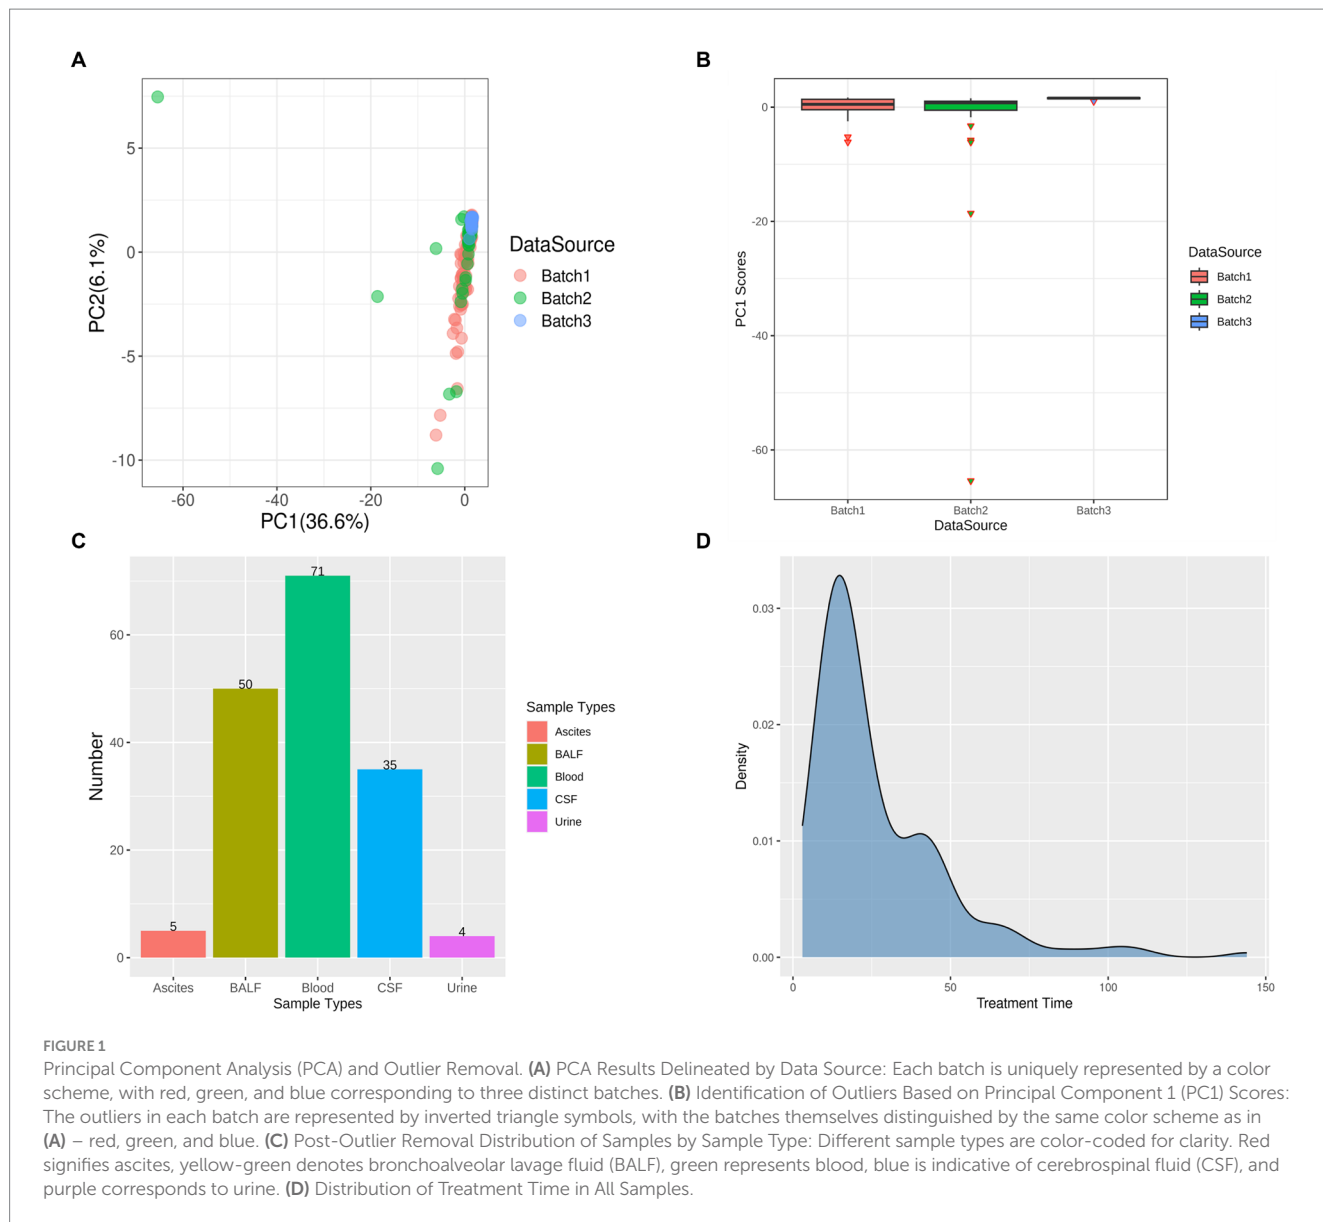 A
5
0
-5
-10
-60
-40
-20
0
PC2(6.1%)
PC1(36.6%)
DataSource
Batch1
Batch2
Batch3
B
0
-20
-40
-60
PC1 Scores
Batch1
Batch2
Batch3
DataSource
DataSource
Batch1
Batch2
Batch3
C
71
50
35
5
4
60
40
20
0
Number
Ascites
BALF
Blood
CSF
Urine
Sample Types
Sample Types
Ascites
BALF
Blood
CSF
Urine
D
0.03
0.02
0.01
0.00
Density
0
50
100
150
Treatment Time
FIGURE 1
Principal Component Analysis (PCA) and Outlier Removal. (A) PCA Results Delineated by Data Source: Each batch is uniquely represented by a color
scheme, with red, green, and blue corresponding to three distinct batches. (B) Identification of Outliers Based on Principal Component 1 (PC1) Scores:
The outliers in each batch are represented by inverted triangle symbols, with the batches themselves distinguished by the same color scheme as in
(A) – red, green, and blue. (C) Post-Outlier Removal Distribution of Samples by Sample Type: Different sample types are color-coded for clarity. Red
signifies ascites, yellow-green denotes bronchoalveolar lavage fluid (BALF), green represents blood, blue is indicative of cerebrospinal fluid (CSF), and
purple corresponds to urine. (D) Distribution of Treatment Time in All Samples.